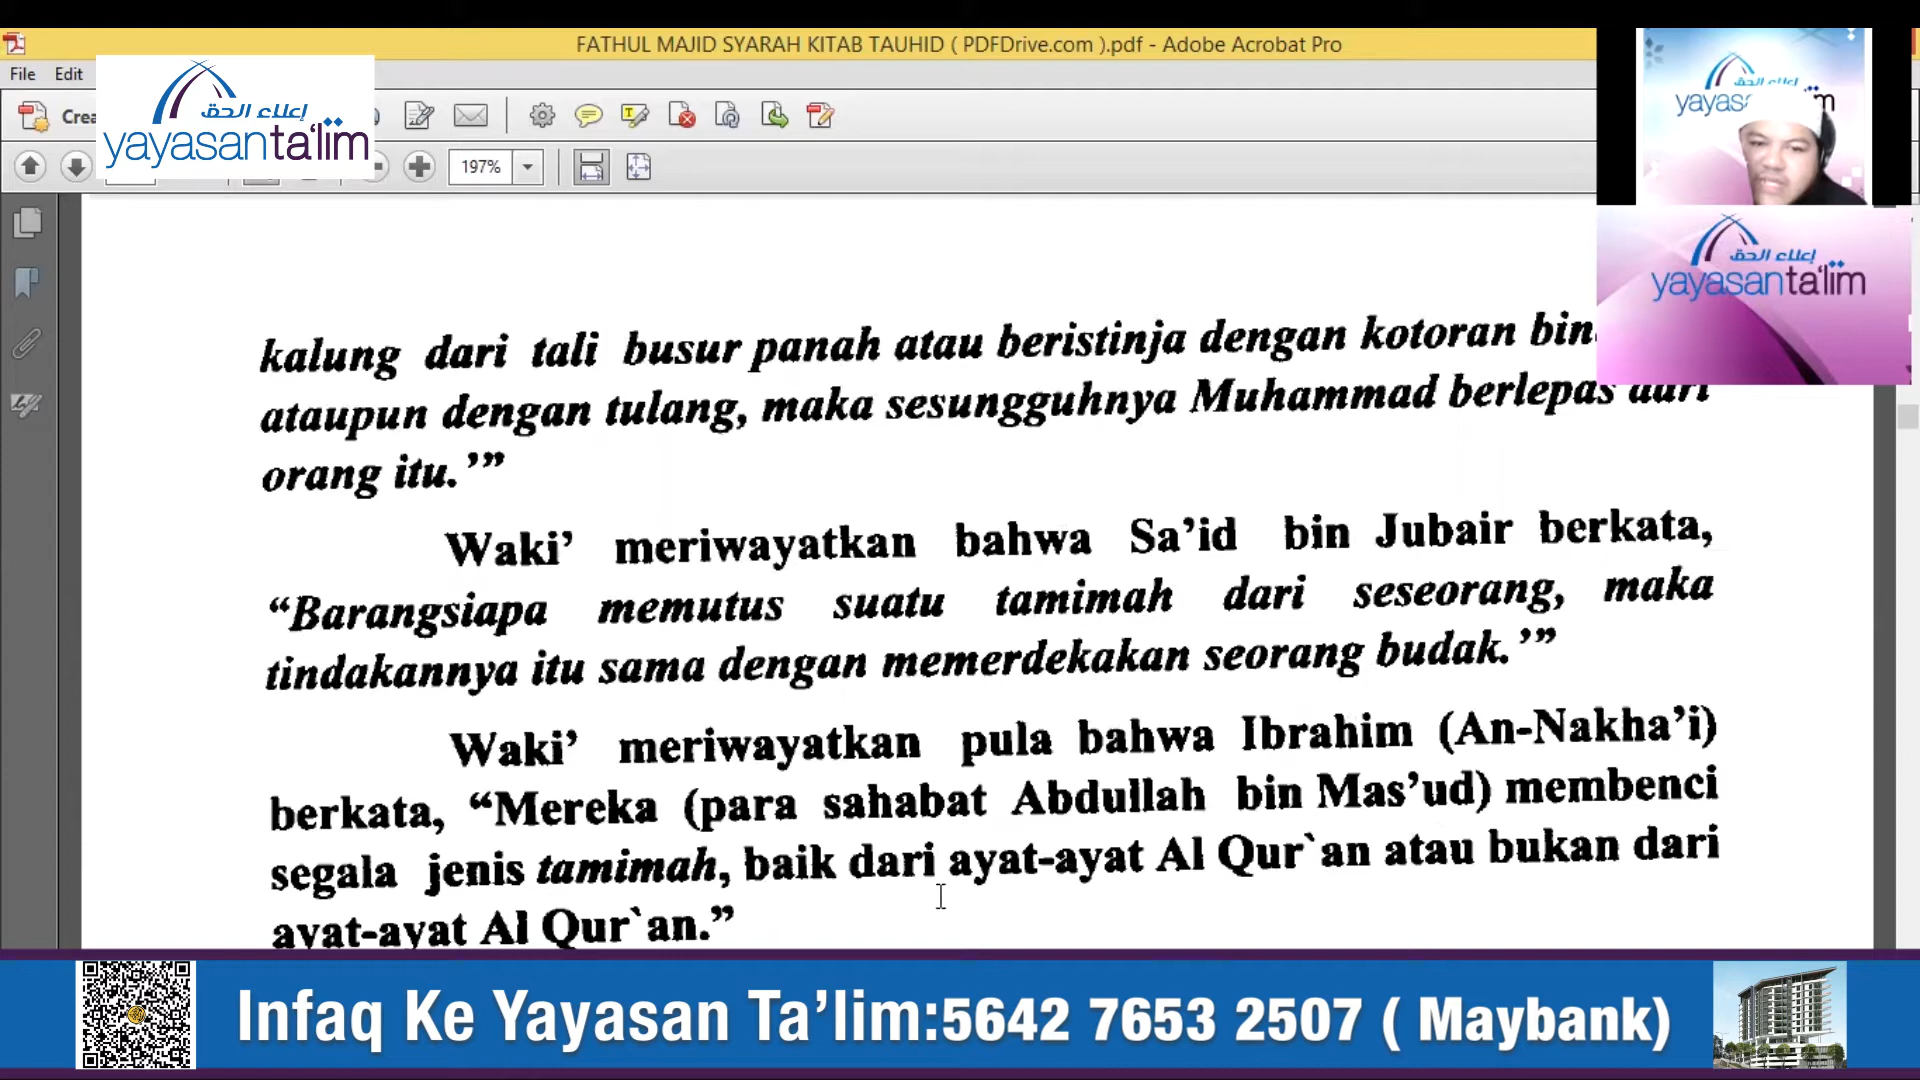 FATHUL MAJID SYARAH KITAB TAUHID ( PDFDrive.com ).pdf - Adobe Acrobat Pro
File Edit
إعلاء الحق
yayasanta'lim
Crea
197%
إعلاء الحق
yayasanta'lim
kalung dari tali busur panah atau beristinja dengan kotoran
ataupun dengan tulang, maka sesungguhnya Muhammad berlepas dari
orang itu.'”
Waki’ meriwayatkan bahwa Sa’id bin Jubair berkata,
“Barangsiapa memutus suatu tamimah dari seseorang, maka
tindakannya itu sama dengan memerdekakan seorang budak.’”
Waki’ meriwayatkan pula bahwa Ibrahim (An-Nakha’i)
berkata, “Mereka (para sahabat Abdullah bin Mas’ud) membenci
segala jenis tamimah, baik dari ayat-ayat Al Qur`an atau bukan dari
ayat-ayat Al Qur`an.”
Infaq Ke Yayasan Ta’lim:5642 7653 2507 ( Maybank)